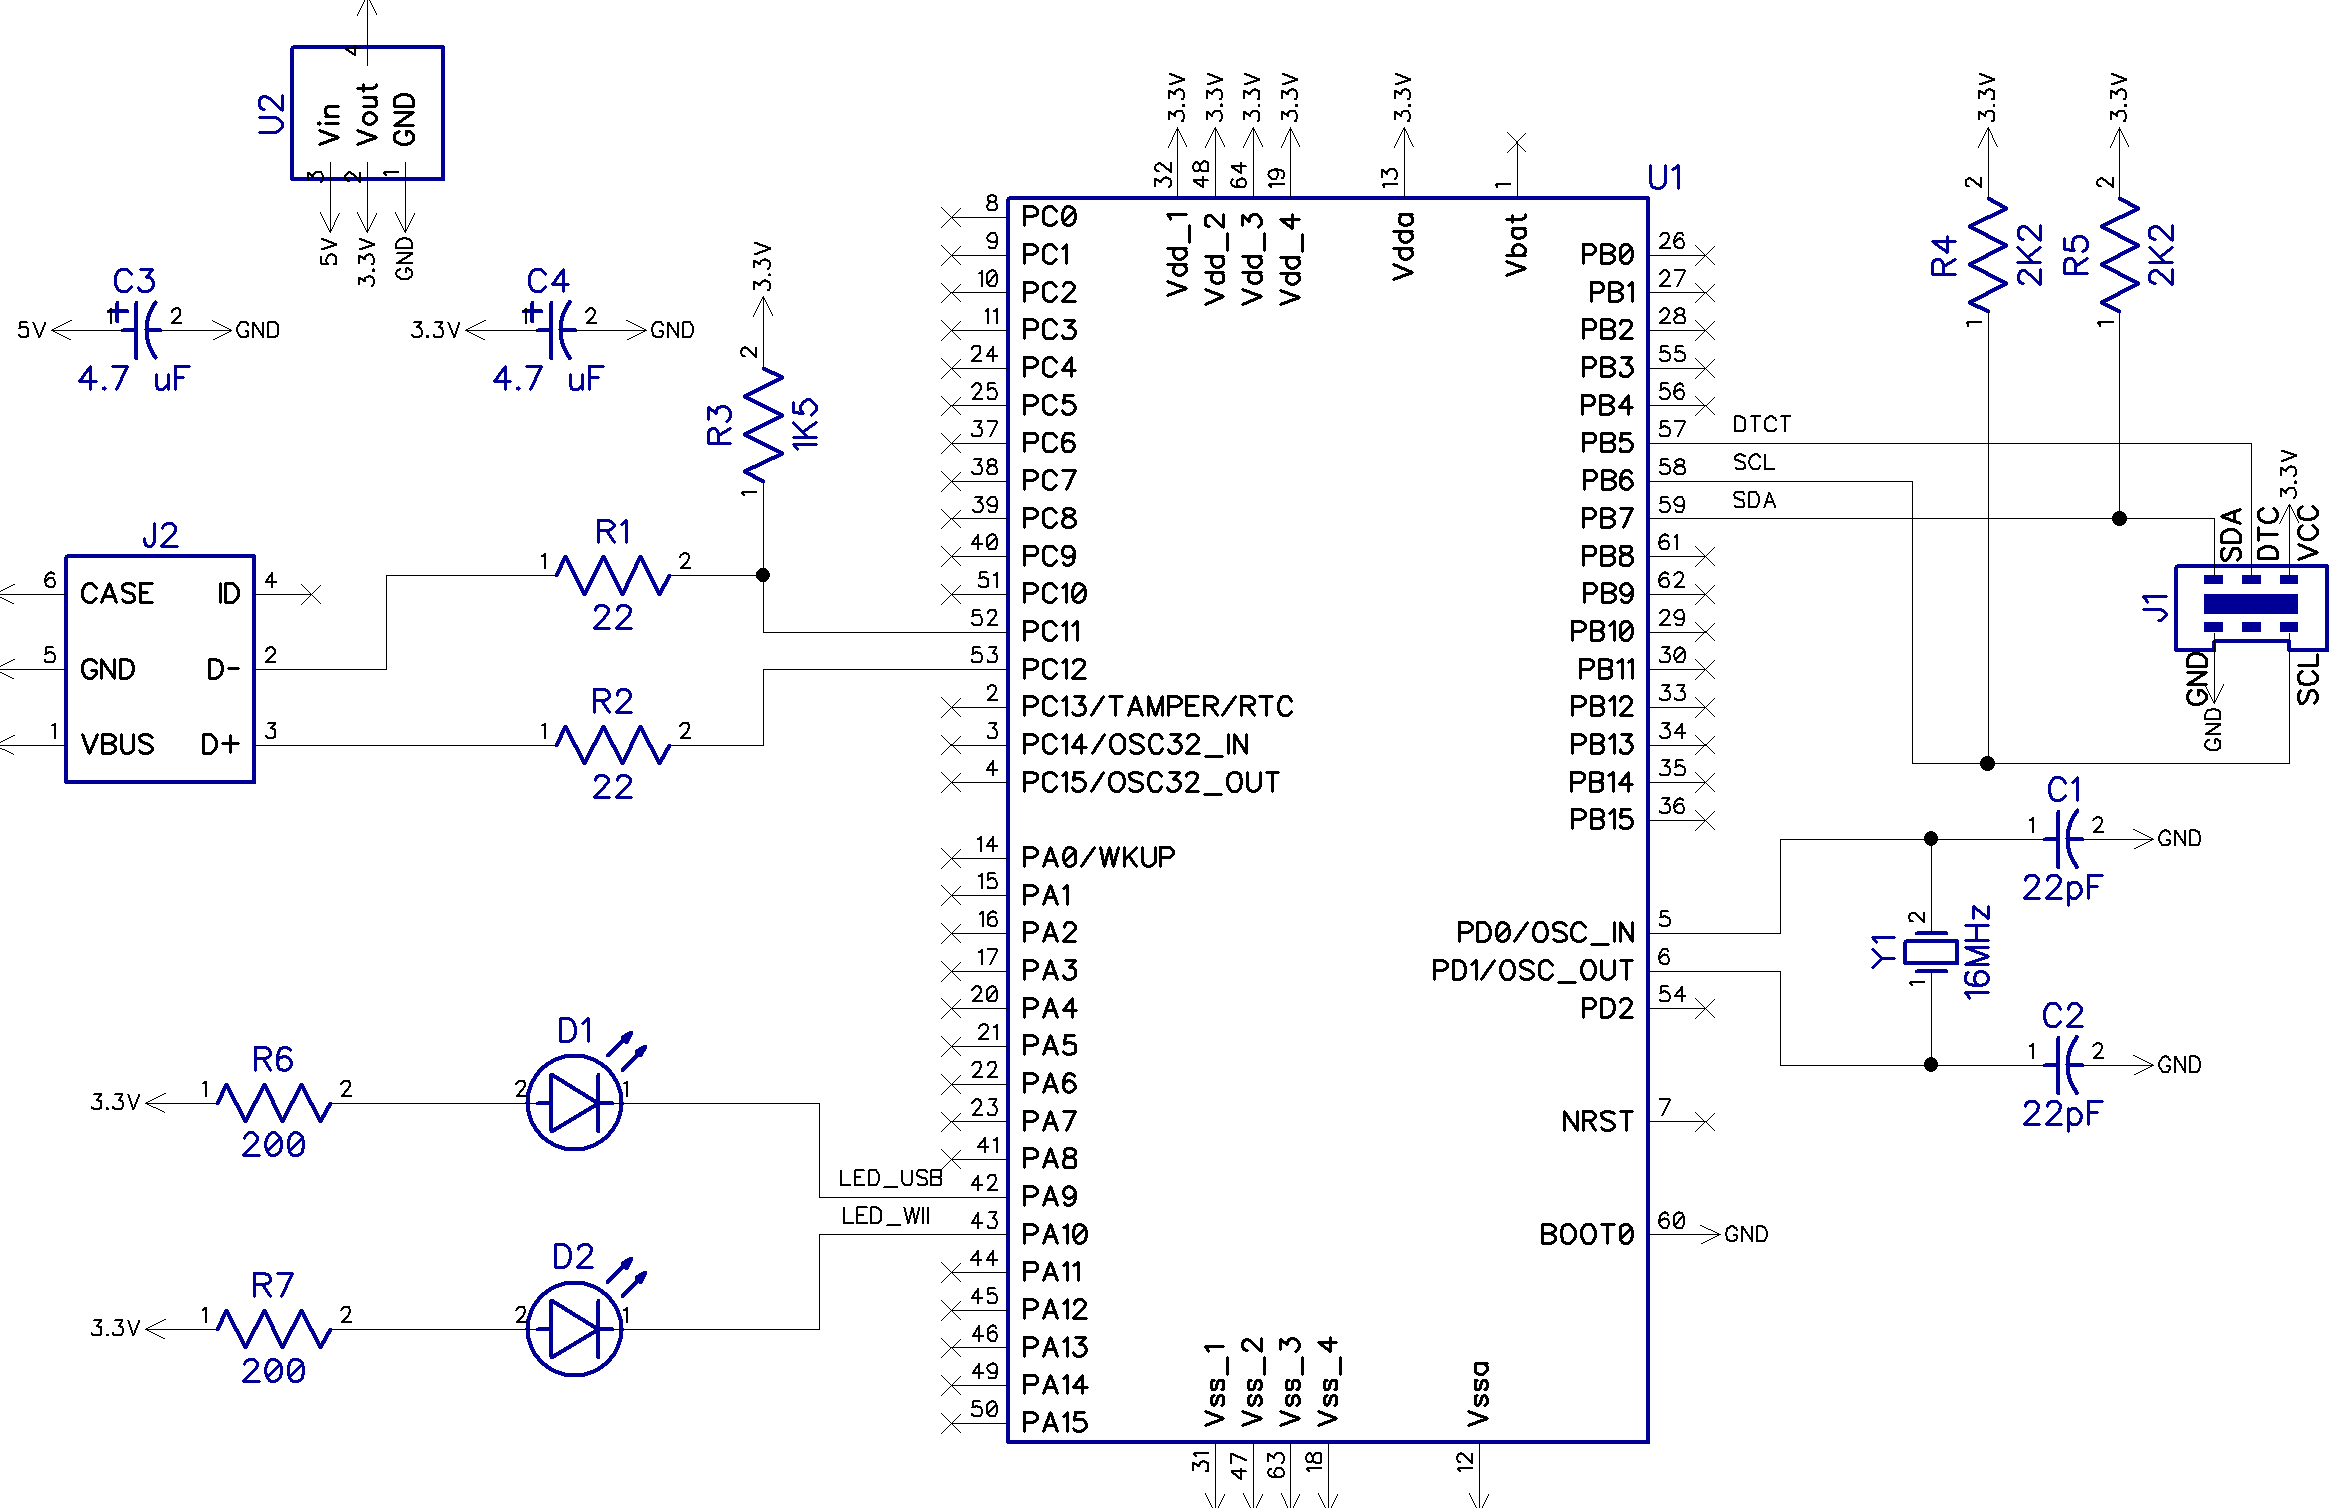 U2
4
Vin
Vout
GND
3
2
1
5V
3.3V
GND
C3
5V
1
+
2
GND
4.7 uF
C4
3.3V
1
+
2
GND
4.7 uF
3.3V
2
R3
1K5
1
J2
6
CASE
ID
4
5
GND
D-
2
1
VBUS
D+
3
R1
1
2
22
R2
1
2
22
R6
3.3V
1
2
200
D1
2
1
LED_USB
R7
3.3V
1
2
200
D2
2
1
LED_WII
U1
3.3V
3.3V
3.3V
3.3V
3.3V
32
48
64
19
13
1
Vdd_1
Vdd_2
Vdd_3
Vdd_4
Vdda
Vbat
8 PC0
9 PC1
10 PC2
11 PC3
24 PC4
25 PC5
37 PC6
38 PC7
39 PC8
40 PC9
51 PC10
52 PC11
53 PC12
2 PC13/TAMPER/RTC
3 PC14/OSC32_IN
4 PC15/OSC32_OUT
14 PA0/WKUP
15 PA1
16 PA2
17 PA3
20 PA4
21 PA5
22 PA6
23 PA7
41 PA8
42 PA9
43 PA10
44 PA11
45 PA12
46 PA13
49 PA14
50 PA15
PB0 26
PB1 27
PB2 28
PB3 55
PB4 56
PB5 57
DTCT
PB6 58
SCL
PB7 59
SDA
PB8 61
PB9 62
PB10 29
PB11 30
PB12 33
PB13 34
PB14 35
PB15 36
PD0/OSC_IN 5
PD1/OSC_OUT 6
PD2 54
NRST 7
BOOT0 60
GND
Vss_1
Vss_2
Vss_3
Vss_4
Vssa
31
47
63
18
12
3.3V
2
R4
2K2
1
3.3V
2
R5
2K2
1
3.3V
SDA
DTC
VCC
J1
GND
SCL
GND
C1
1
2
GND
22pF
2
Y1
16MHz
1
C2
1
2
GND
22pF